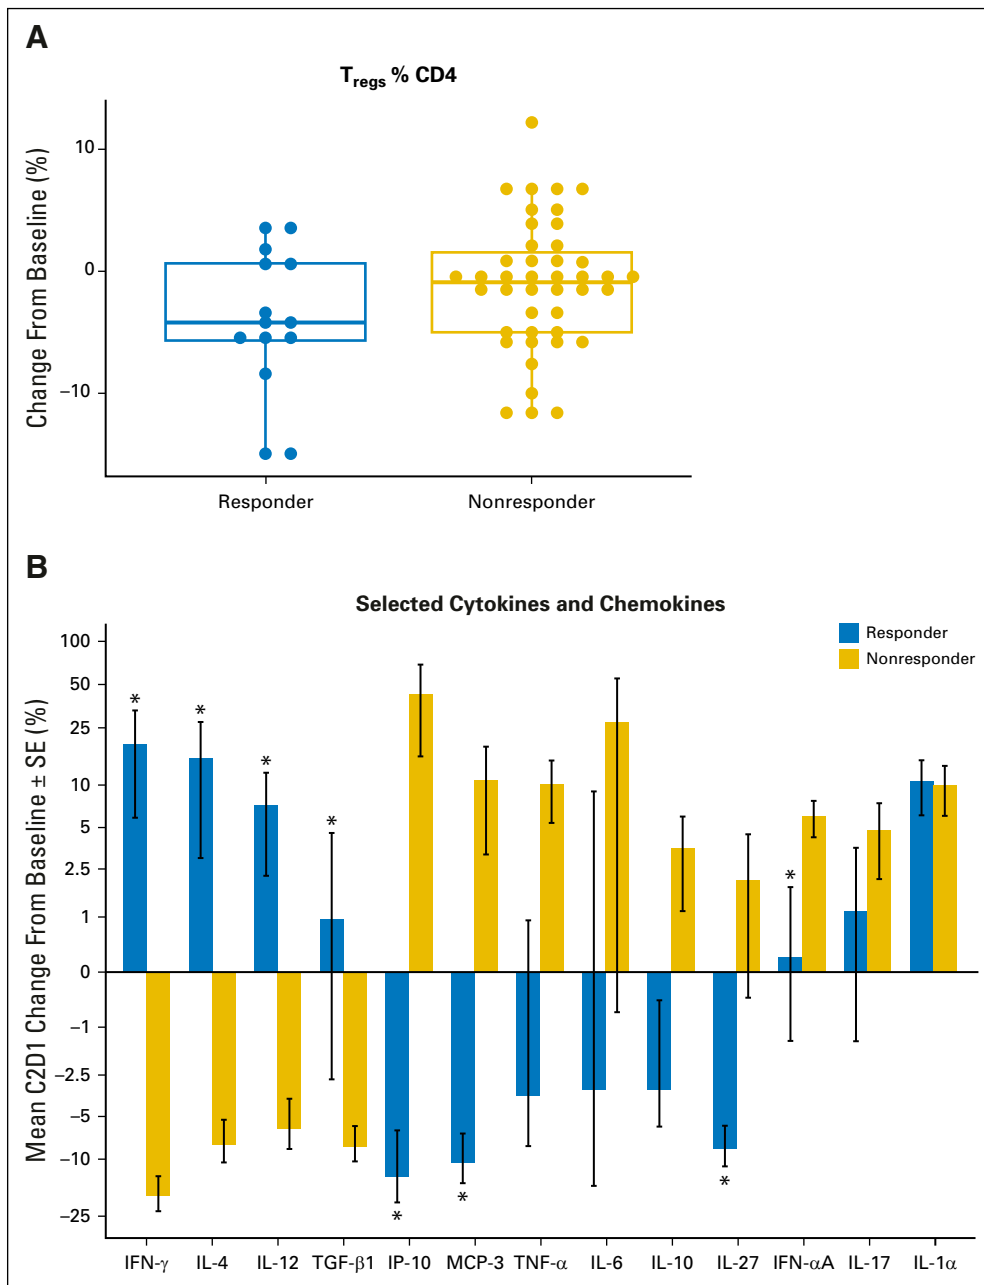 A
T_regs % CD4
Change From Baseline (%)
10
0
–10
Responder
Nonresponder
B
Selected Cytokines and Chemokines
Responder
Nonresponder
Mean C2D1 Change From Baseline ± SE (%)
100
50
25
10
5
2.5
1
0
–1
–2.5
–5
–10
–25
*
*
*
*
*
*
*
*
IFN-γ IL-4 IL-12 TGF-β1 IP-10 MCP-3 TNF-α IL-6 IL-10 IL-27 IFN-αA IL-17 IL-1α